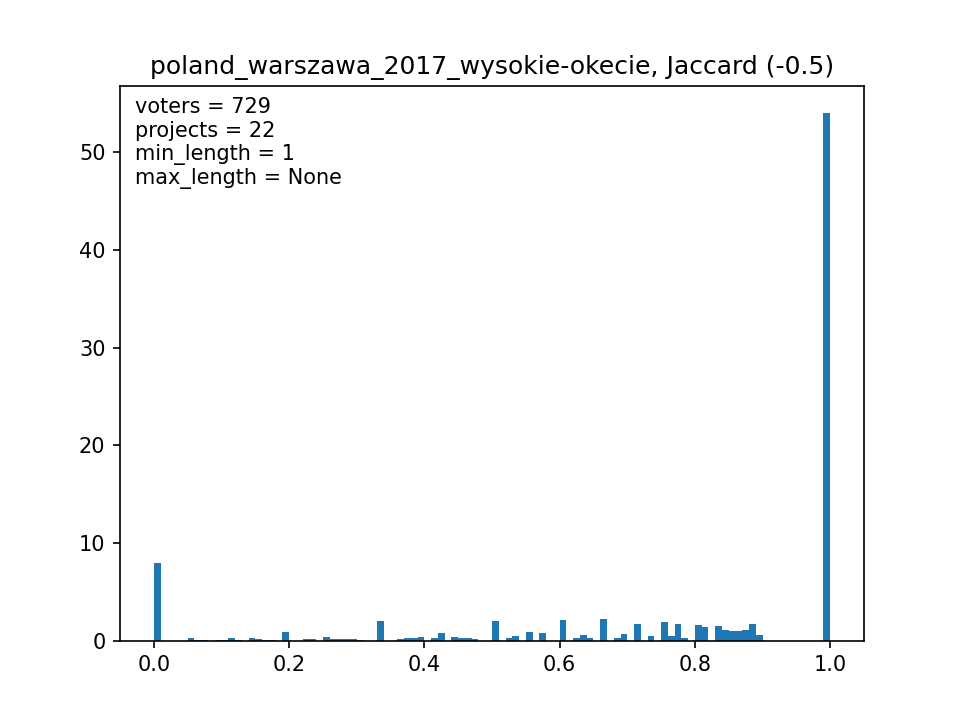 poland_warszawa_2017_wysokie-okecie, Jaccard (-0.5)
voters = 729
projects = 22
min_length = 1
max_length = None
50
40
30
20
10
0
0.0 0.2 0.4 0.6 0.8 1.0